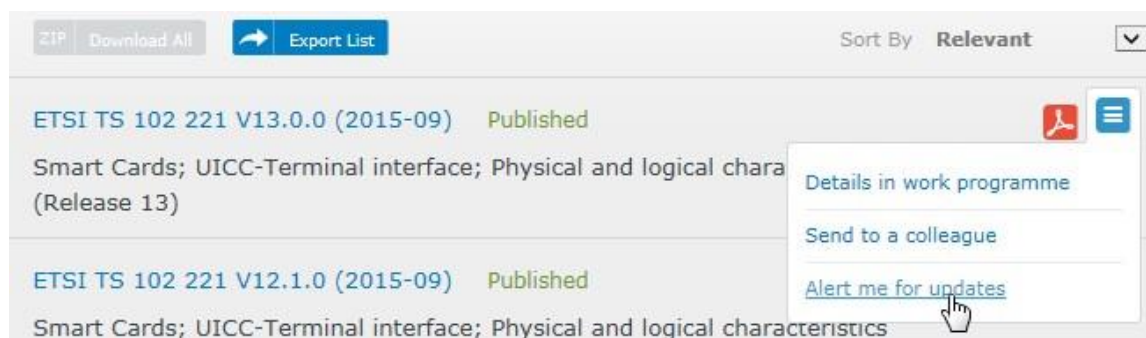 ZIP Download All Export List Sort By Relevant
ETSI TS 102 221 V13.0.0 (2015-09) Published
Smart Cards; UICC-Terminal interface; Physical and logical chara
(Release 13)
Details in work programme
Send to a colleague
Alert me for updates
ETSI TS 102 221 V12.1.0 (2015-09) Published
Smart Cards; UICC-Terminal interface; Physical and logical characteristics